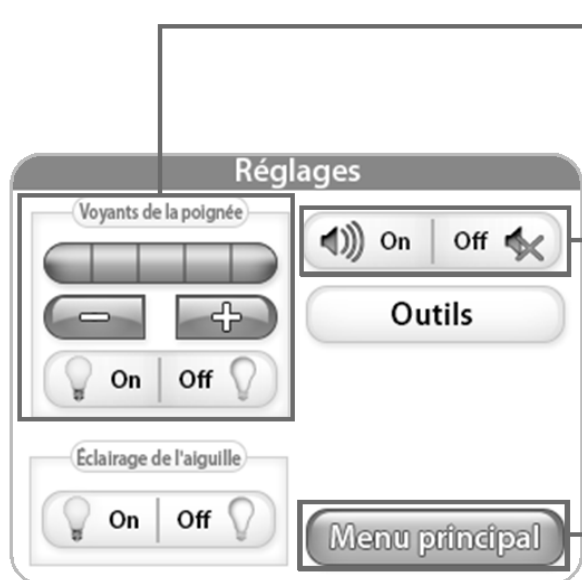 Réglages
Voyants de la poignée
On Off
On Off
Outils
Éclairage de l'aiguille
On Off
Menu principal